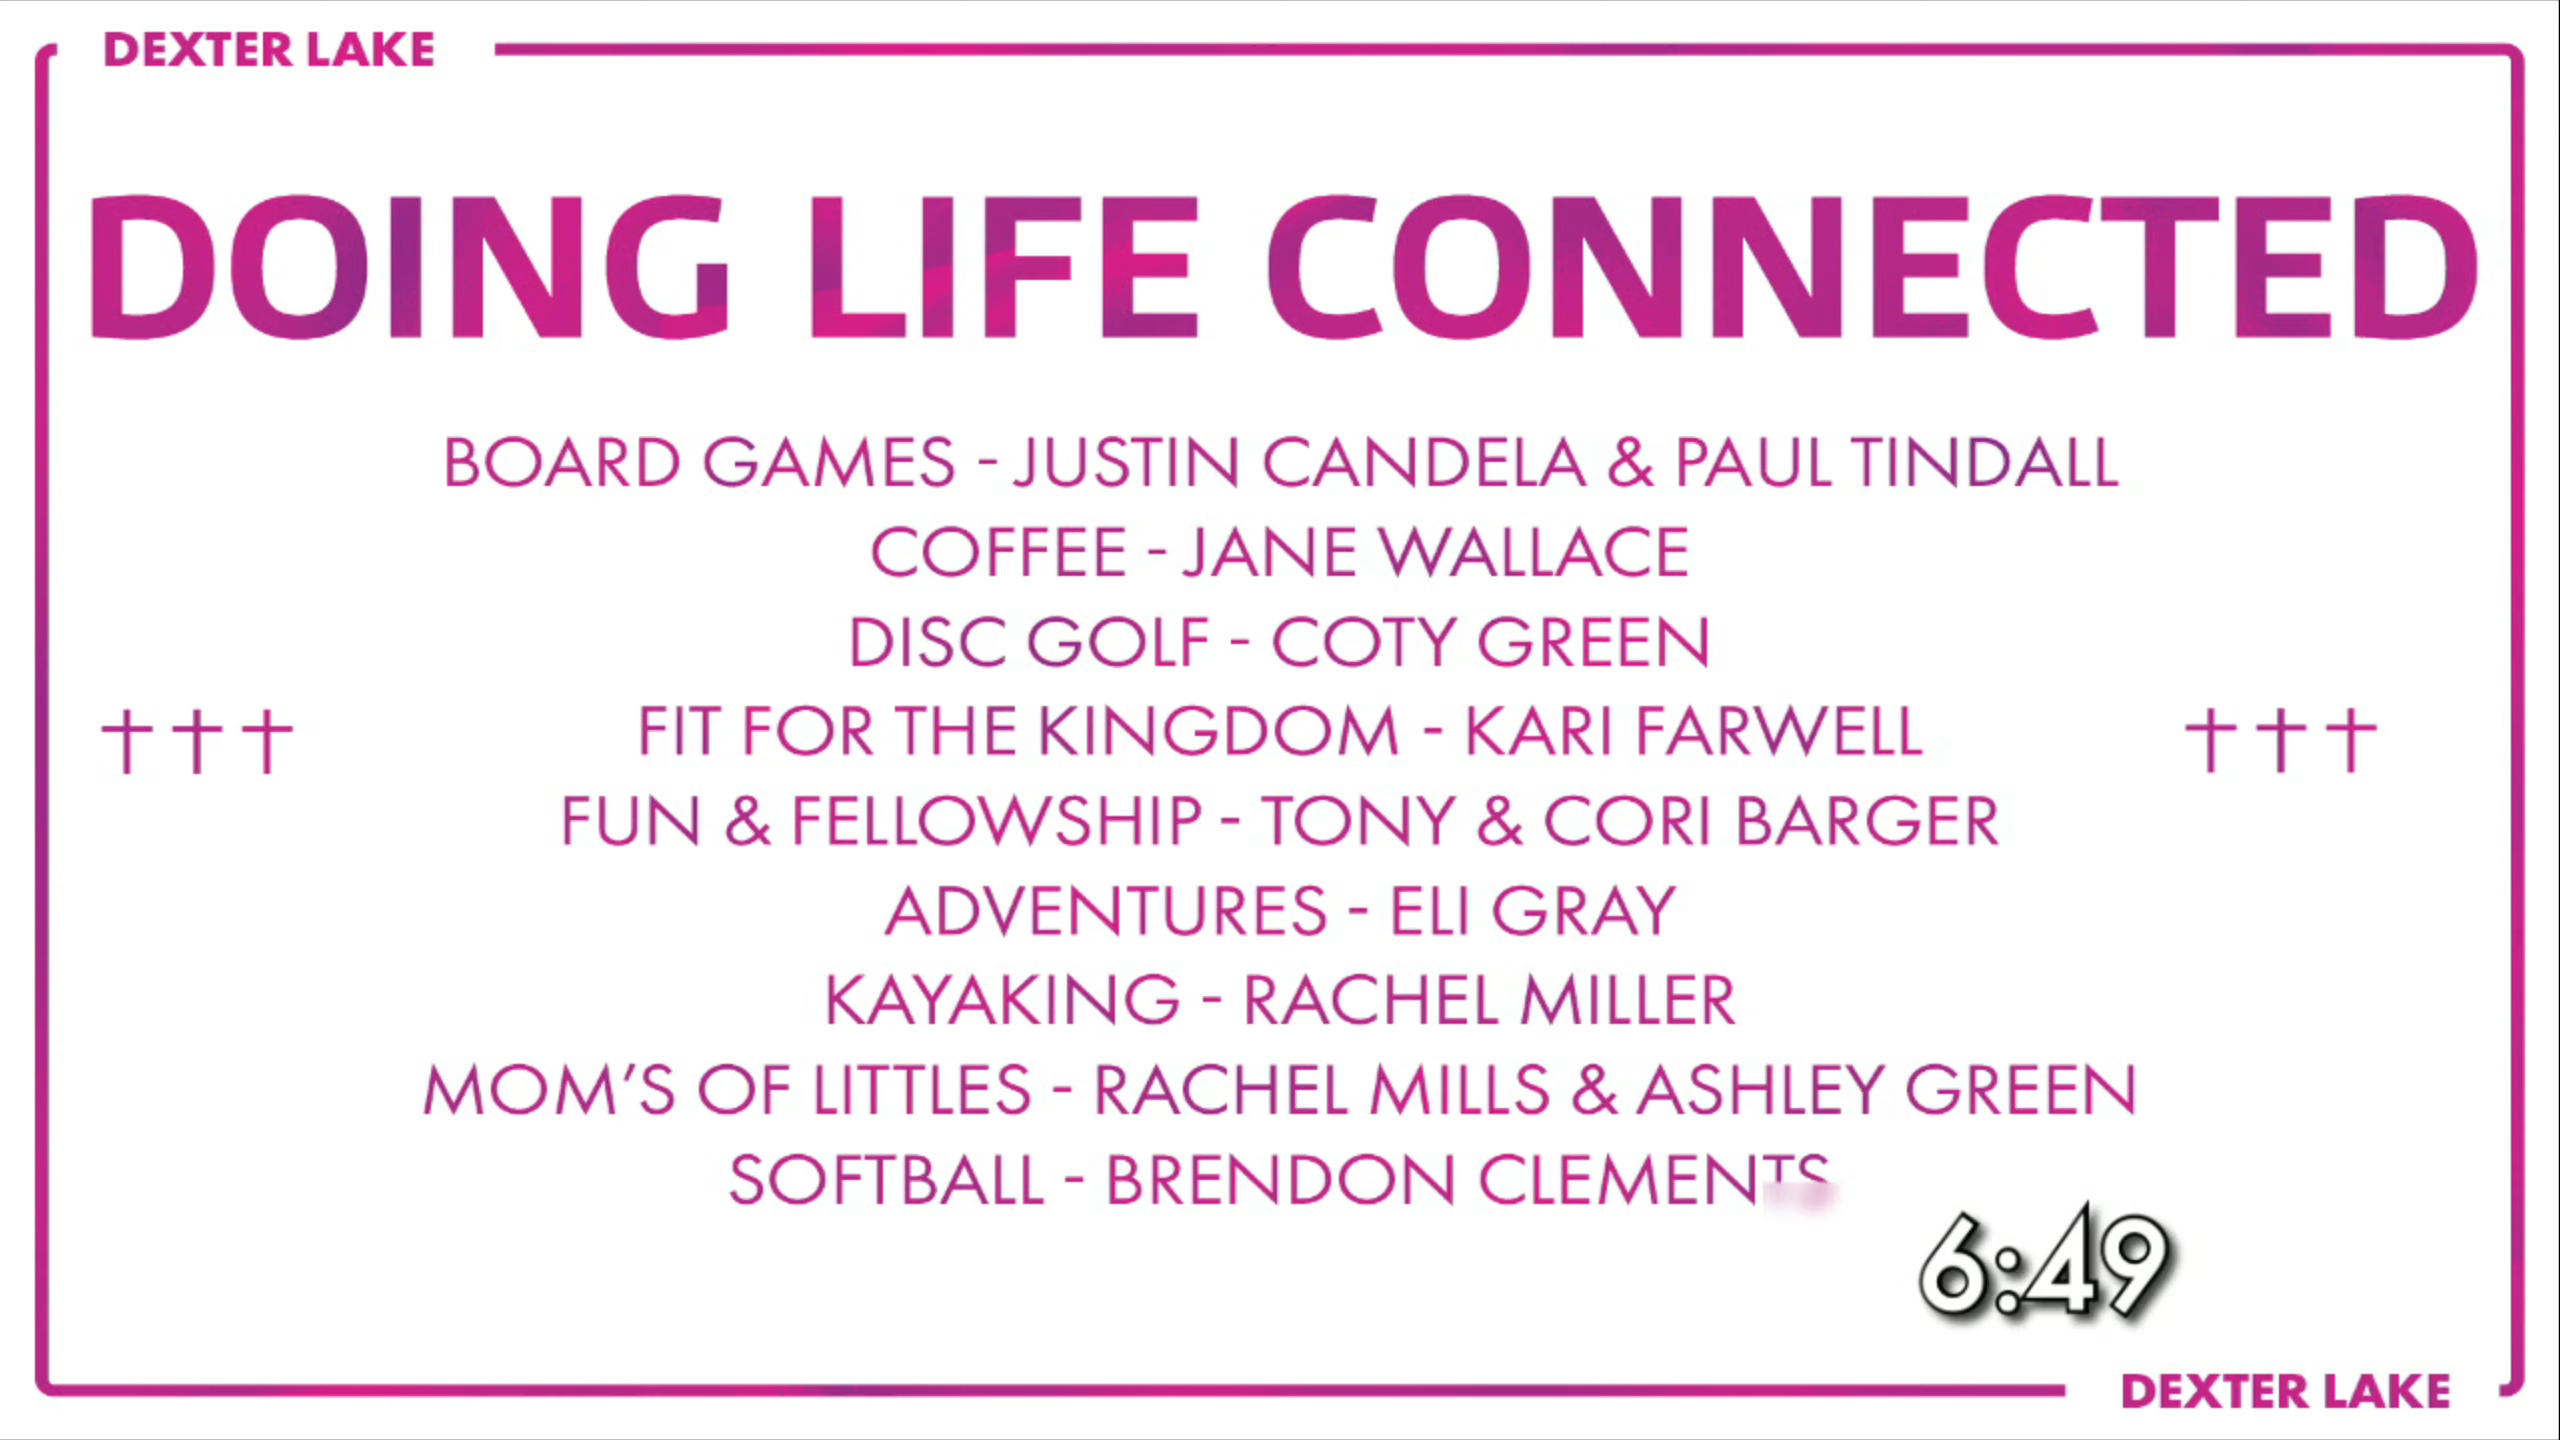 DEXTER LAKE
DOING LIFE CONNECTED
BOARD GAMES - JUSTIN CANDELA & PAUL TINDALL
COFFEE - JANE WALLACE
DISC GOLF - COTY GREEN
FIT FOR THE KINGDOM - KARI FARWELL
FUN & FELLOWSHIP - TONY & CORI BARGER
ADVENTURES - ELI GRAY
KAYAKING - RACHEL MILLER
MOM’S OF LITTLES - RACHEL MILLS & ASHLEY GREEN
SOFTBALL - BRENDON CLEMENTS
6:49
DEXTER LAKE